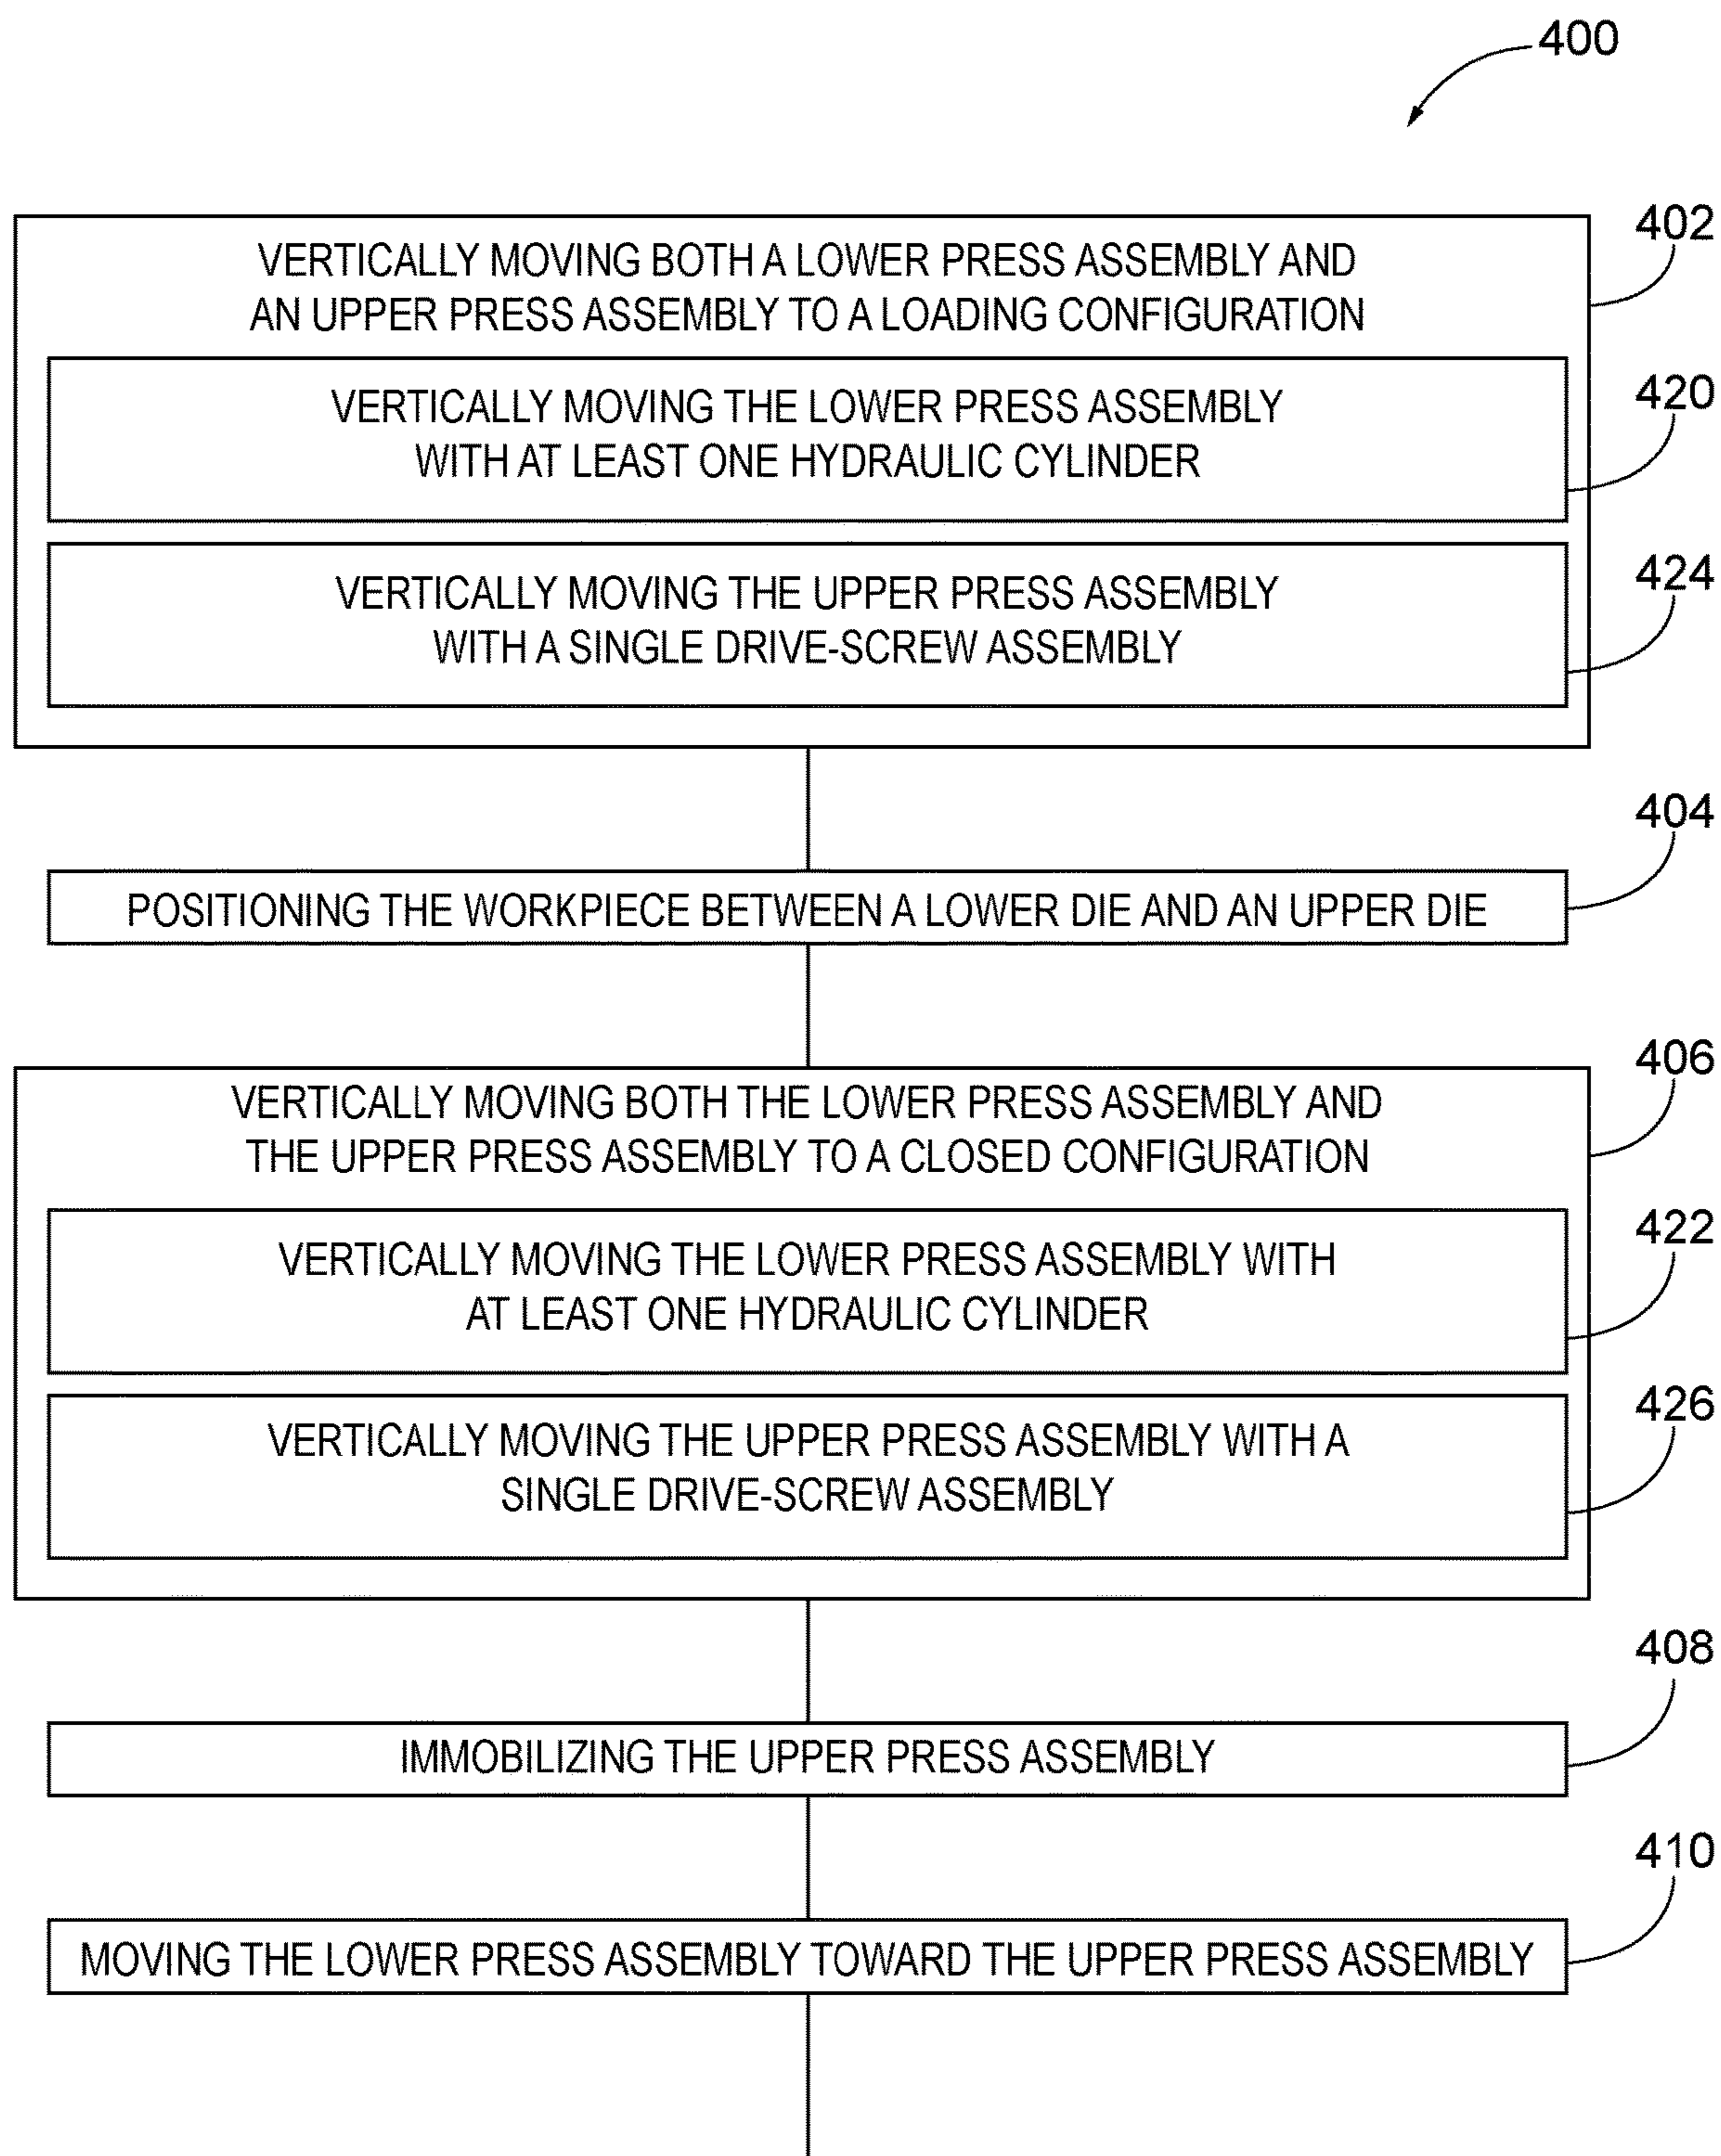 400
402
VERTICALLY MOVING BOTH A LOWER PRESS ASSEMBLY AND
AN UPPER PRESS ASSEMBLY TO A LOADING CONFIGURATION
420
VERTICALLY MOVING THE LOWER PRESS ASSEMBLY
WITH AT LEAST ONE HYDRAULIC CYLINDER
424
VERTICALLY MOVING THE UPPER PRESS ASSEMBLY
WITH A SINGLE DRIVE-SCREW ASSEMBLY
404
POSITIONING THE WORKPIECE BETWEEN A LOWER DIE AND AN UPPER DIE
406
VERTICALLY MOVING BOTH THE LOWER PRESS ASSEMBLY AND
THE UPPER PRESS ASSEMBLY TO A CLOSED CONFIGURATION
422
VERTICALLY MOVING THE LOWER PRESS ASSEMBLY WITH
AT LEAST ONE HYDRAULIC CYLINDER
426
VERTICALLY MOVING THE UPPER PRESS ASSEMBLY WITH A
SINGLE DRIVE-SCREW ASSEMBLY
408
IMMOBILIZING THE UPPER PRESS ASSEMBLY
410
MOVING THE LOWER PRESS ASSEMBLY TOWARD THE UPPER PRESS ASSEMBLY